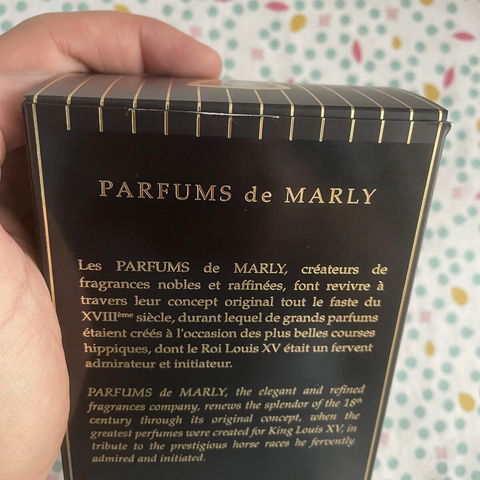 PARFUMS de MARLY
Les PARFUMS de MARLY, créateurs de
fragrances nobles et raffinées, font revivre à
travers leur concept original tout le faste du
XVIIIème siècle, durant lequel de grands parfums
étaient créés à l'occasion des plus belles courses
hippiques, dont le Roi Louis XV était un fervent
admirateur et initiateur.
PARFUMS de MARLY, the elegant and refined
fragrances company, renews the splendor of the 18th
century through its original concept, when the
greatest perfumes were created for King Louis XV, in
tribute to the prestigious horse races he fervently
admired and initiated.